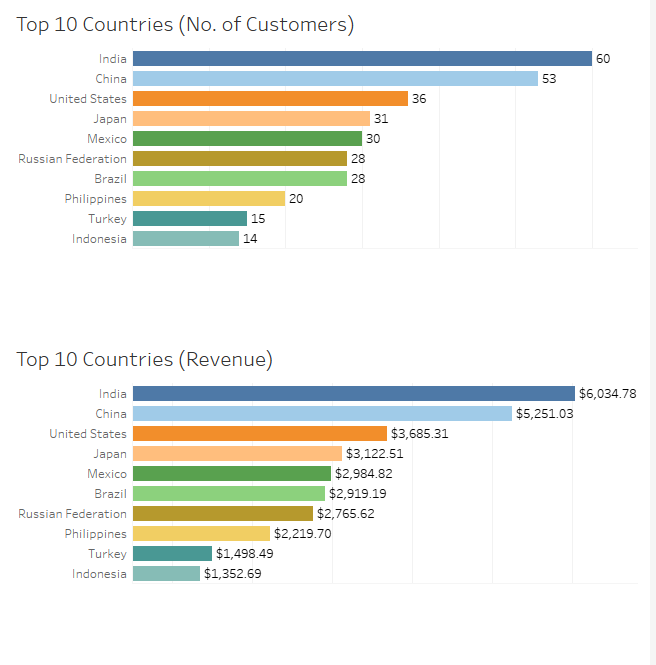 Top 10 Countries (No. of Customers)
India 60
China 53
United States 36
Japan 31
Mexico 30
Russian Federation 28
Brazil 28
Philippines 20
Turkey 15
Indonesia 14
Top 10 Countries (Revenue)
India $6,034.78
China $5,251.03
United States $3,685.31
Japan $3,122.51
Mexico $2,984.82
Brazil $2,919.19
Russian Federation $2,765.62
Philippines $2,219.70
Turkey $1,498.49
Indonesia $1,352.69